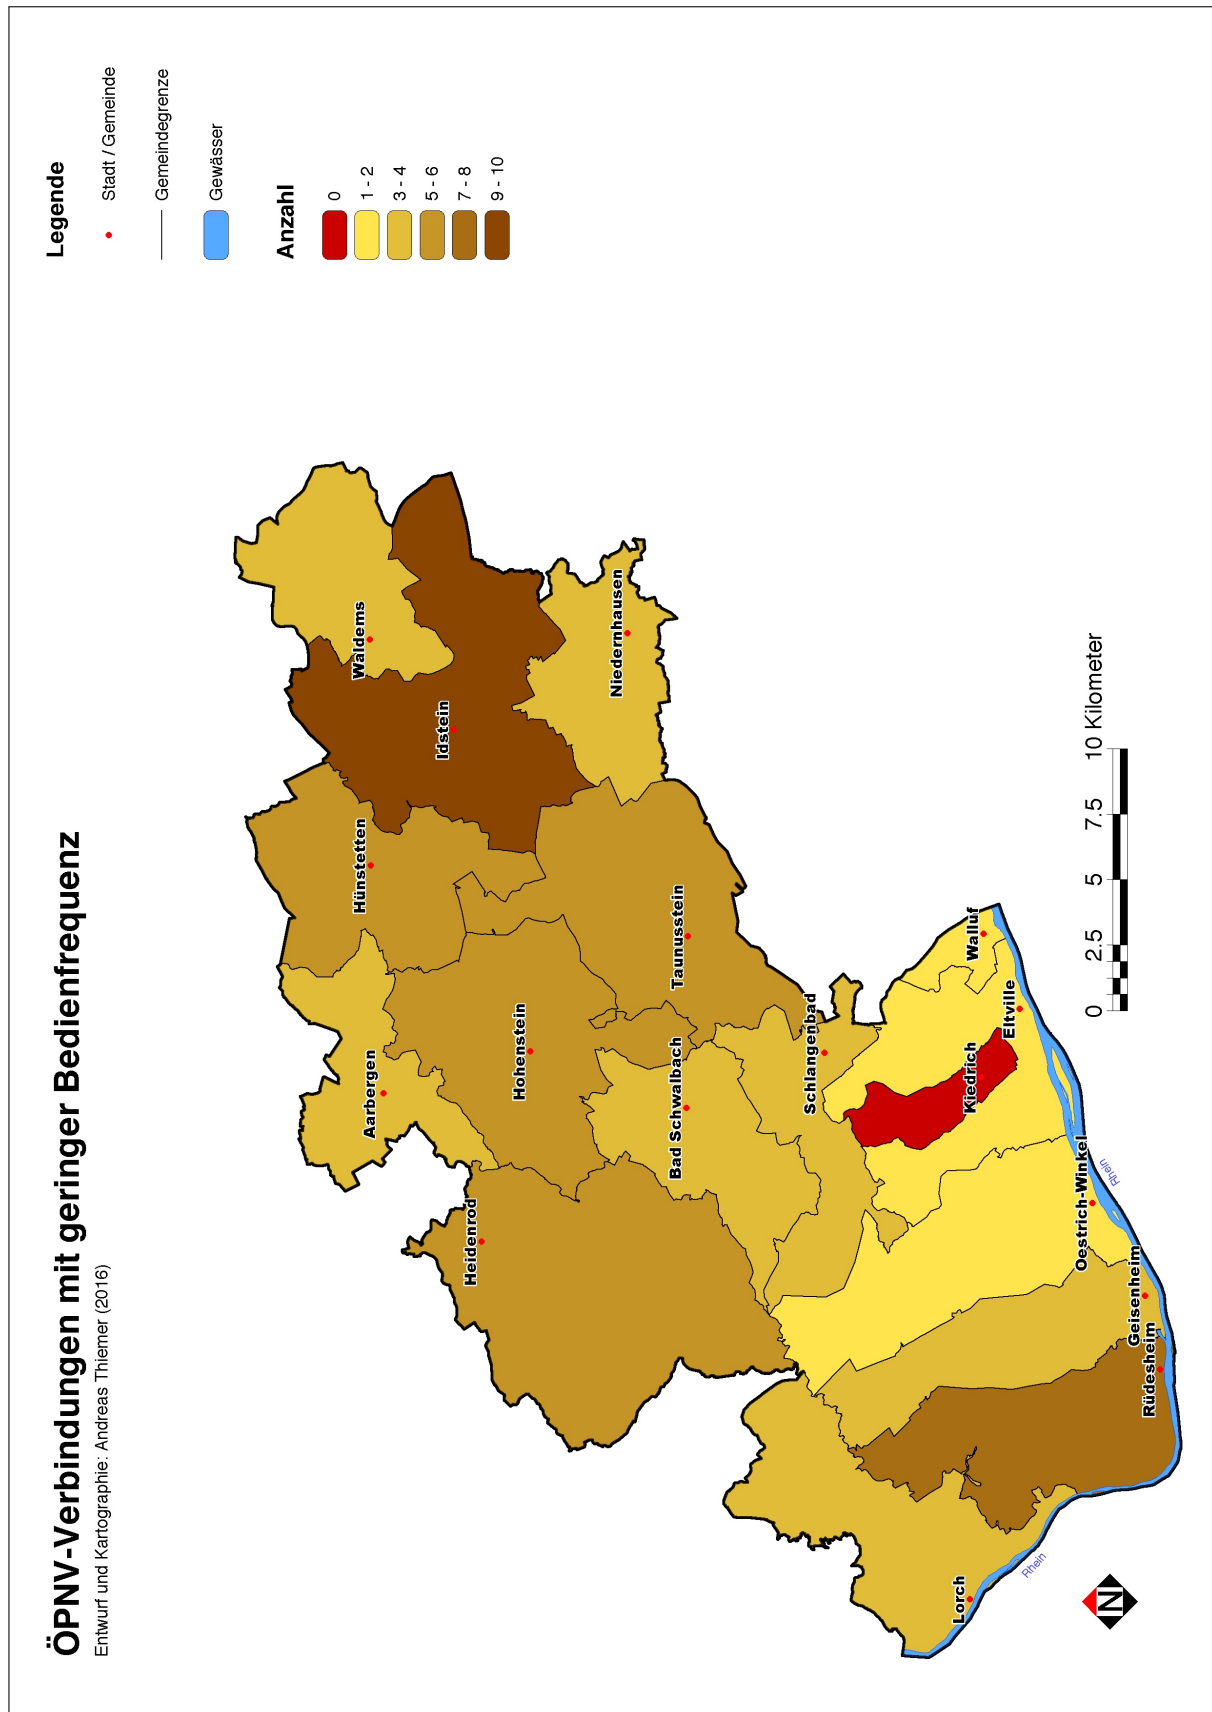 ÖPNV-Verbindungen mit geringer Bedienfrequenz
Entwurf und Kartographie: Andreas Thiemer (2016)
Legende
Stadt / Gemeinde
Gemeindegrenze
Gewässer
Anzahl
0
1 - 2
3 - 4
5 - 6
7 - 8
9 - 10
Waldems
Hünstetten
Aarbergen
Idstein
Heidenrod
Hohenstein
Niedernhausen
Taunusstein
Bad Schwalbach
Schlangenbad
Walluf
Eltville
Kiedrich
Lorch
Oestrich-Winkel
Geisenheim
Rüdesheim
Rhein
Rhein
0 2.5 5 7.5 10 Kilometer
N